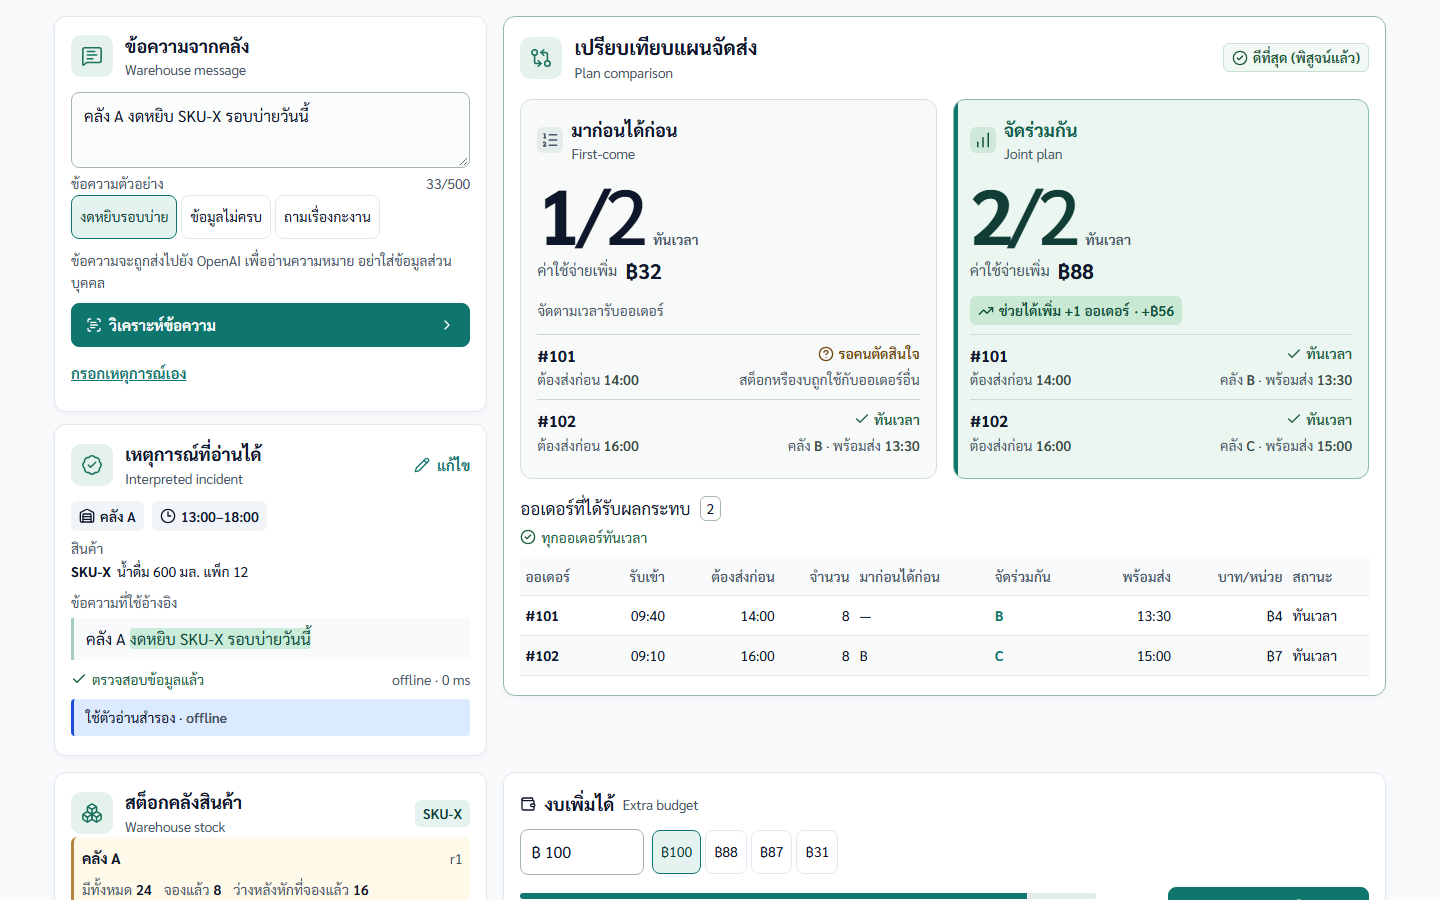 ข้อความจากคลัง
Warehouse message
คลัง A งดหยิบ SKU-X รอบบ่ายวันนี้
ข้อความตัวอย่าง 33/500
งดหยิบรอบบ่าย ข้อมูลไม่ครบ ถามเรื่องกะงาน
ข้อความจะถูกส่งไปยัง OpenAI เพื่ออ่านความหมาย อย่าใส่ข้อมูลส่วน
บุคคล
วิเคราะห์ข้อความ
กรอกเหตุการณ์เอง
เหตุการณ์ที่อ่านได้
Interpreted incident
แก้ไข
คลัง A 13:00–18:00
สินค้า
SKU-X น้ำดื่ม 600 มล. แพ็ก 12
ข้อความที่ใช้อ้างอิง
คลัง A งดหยิบ SKU-X รอบบ่ายวันนี้
ตรวจสอบข้อมูลแล้ว offline · 0 ms
ใช้ตัวอ่านสำรอง · offline
สต็อกคลังสินค้า
Warehouse stock
SKU-X
คลัง A r1
มีทั้งหมด 24 จองแล้ว 8 ว่างหลังหักที่จองแล้ว 16
เปรียบเทียบแผนจัดส่ง
Plan comparison
ดีที่สุด (พิสูจน์แล้ว)
มาก่อนได้ก่อน
First-come
1/2 ทันเวลา
ค่าใช้จ่ายเพิ่ม ฿32
จัดตามเวลารับออเดอร์
#101 รอคนตัดสินใจ
ต้องส่งก่อน 14:00 สต็อกหรืองบถูกใช้กับออเดอร์อื่น
#102 ทันเวลา
ต้องส่งก่อน 16:00 คลัง B · พร้อมส่ง 13:30
จัดร่วมกัน
Joint plan
2/2 ทันเวลา
ค่าใช้จ่ายเพิ่ม ฿88
ช่วยได้เพิ่ม +1 ออเดอร์ · +฿56
#101 ทันเวลา
ต้องส่งก่อน 14:00 คลัง B · พร้อมส่ง 13:30
#102 ทันเวลา
ต้องส่งก่อน 16:00 คลัง C · พร้อมส่ง 15:00
ออเดอร์ที่ได้รับผลกระทบ 2
ทุกออเดอร์ทันเวลา
ออเดอร์ รับเข้า ต้องส่งก่อน จำนวน มาก่อนได้ก่อน จัดร่วมกัน พร้อมส่ง บาท/หน่วย สถานะ
#101 09:40 14:00 8 — B 13:30 ฿4 ทันเวลา
#102 09:10 16:00 8 B C 15:00 ฿7 ทันเวลา
งบเพิ่มได้ Extra budget
฿ 100 ฿100 ฿88 ฿87 ฿31